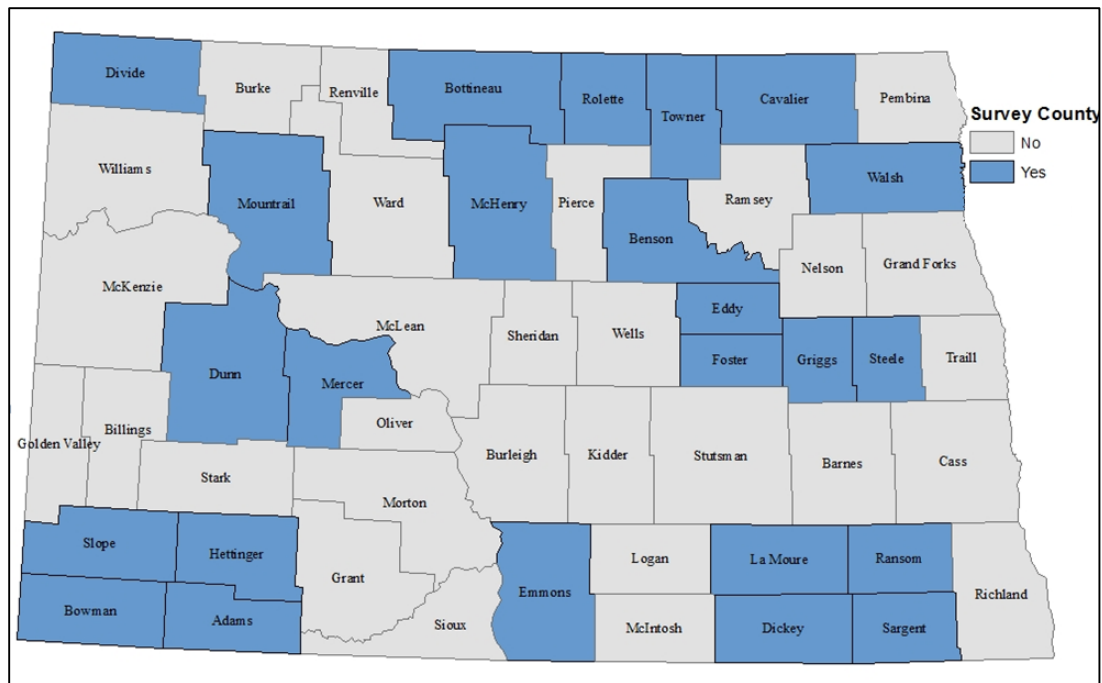 Divide
Burke
Renville
Bottineau
Rolette
Towner
Cavalier
Pembina
Survey County
No
Yes
Williams
Mountrail
Ward
McHenry
Pierce
Benson
Ramsey
Walsh
Nelson
Grand Forks
McKenzie
McLean
Sheridan
Wells
Eddy
Foster
Griggs
Steele
Traill
Dunn
Mercer
Oliver
Golden Valley
Billings
Stark
Burleigh
Kidder
Stutsman
Barnes
Cass
Morton
Slope
Hettinger
Grant
Emmons
Logan
La Moure
Ransom
Richland
Bowman
Adams
Sioux
McIntosh
Dickey
Sargent